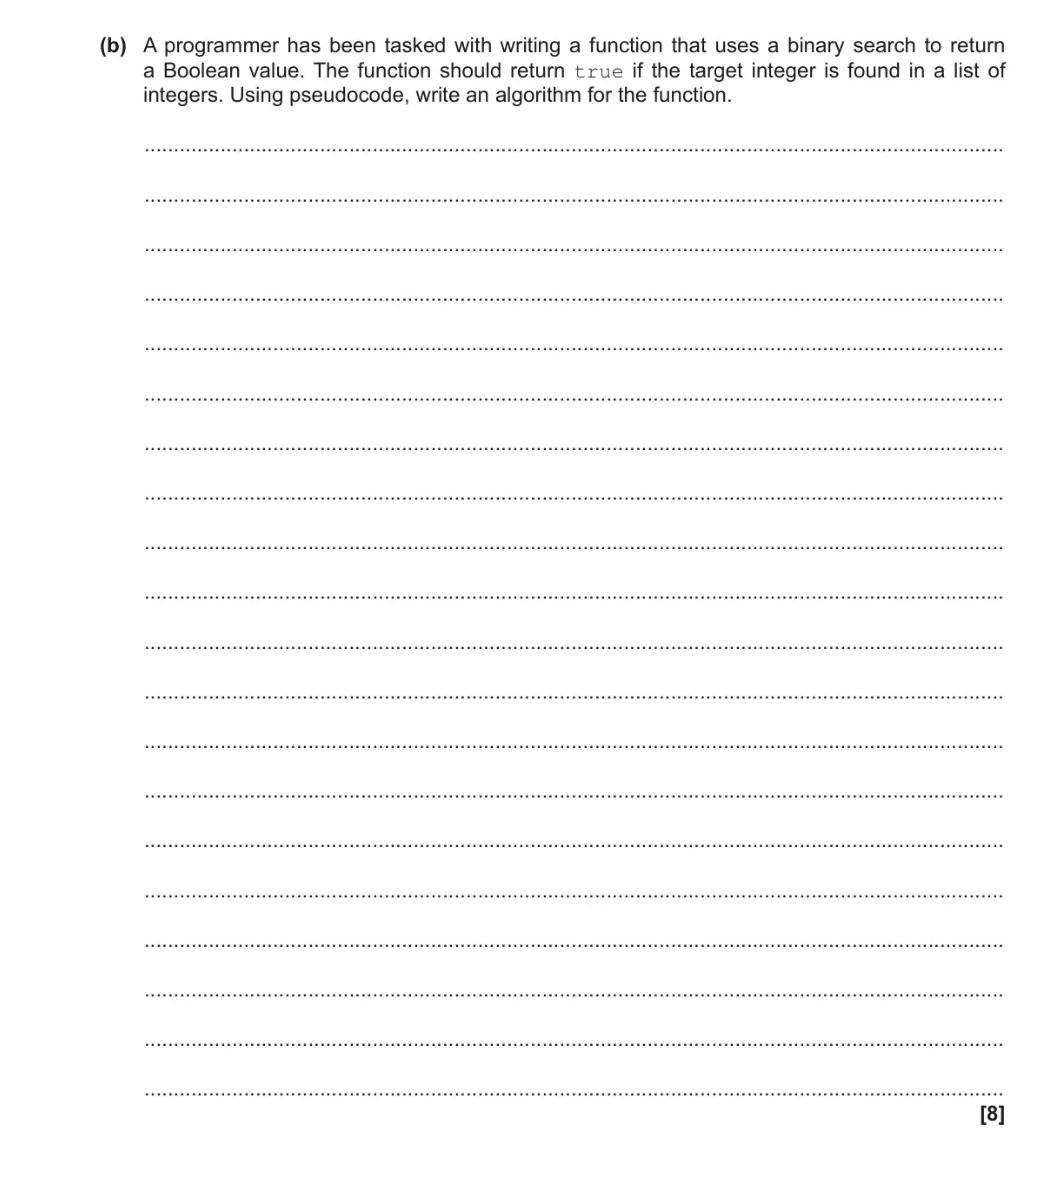 (b) A programmer has been tasked with writing a function that uses a binary search to return
a Boolean value. The function should return true if the target integer is found in a list of
integers. Using pseudocode, write an algorithm for the function.
[8]